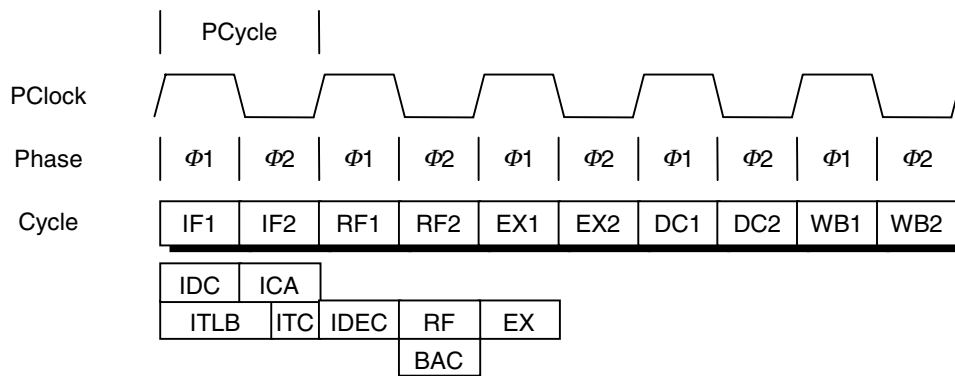 PCycle
PClock
Phase Φ1 Φ2 Φ1 Φ2 Φ1 Φ2 Φ1 Φ2 Φ1 Φ2
Cycle IF1 IF2 RF1 RF2 EX1 EX2 DC1 DC2 WB1 WB2
IDC ICA
ITLB ITC IDEC RF EX
BAC